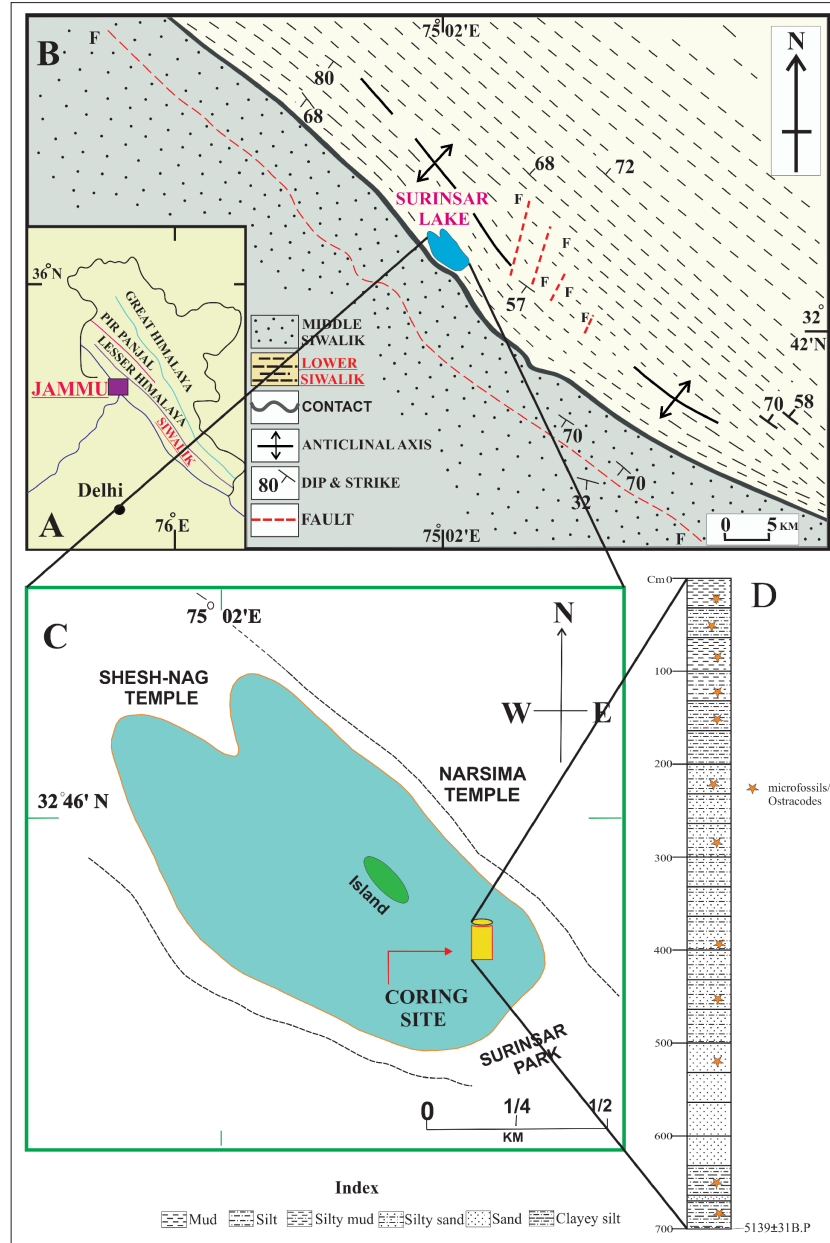 B
F
75°02'E
N
80
68
68
72
SURINSAR
LAKE
F
F
F
F
F
57
32°
42'N
70
58
70
70
32
75°02'E
0 5 KM
F
36°N
GREAT HIMALAYA
PIR PANJAL
LESSER HIMALAYA
SIWALIK
JAMMU
Delhi
A
76°E
MIDDLE
SIWALIK
LOWER
SIWALIK
CONTACT
ANTICLINAL AXIS
80 DIP & STRIKE
FAULT
C
75° 02'E
N
W E
SHESH-NAG
TEMPLE
NARSIMA
TEMPLE
32°46' N
Island
CORING
SITE
SURINSAR
PARK
0 1/4 1/2
KM
D
Cm0
100
200
300
400
500
600
700
microfossils/
Ostracodes
5139±31B.P
Index
Mud Silt Silty mud Silty sand Sand Clayey silt